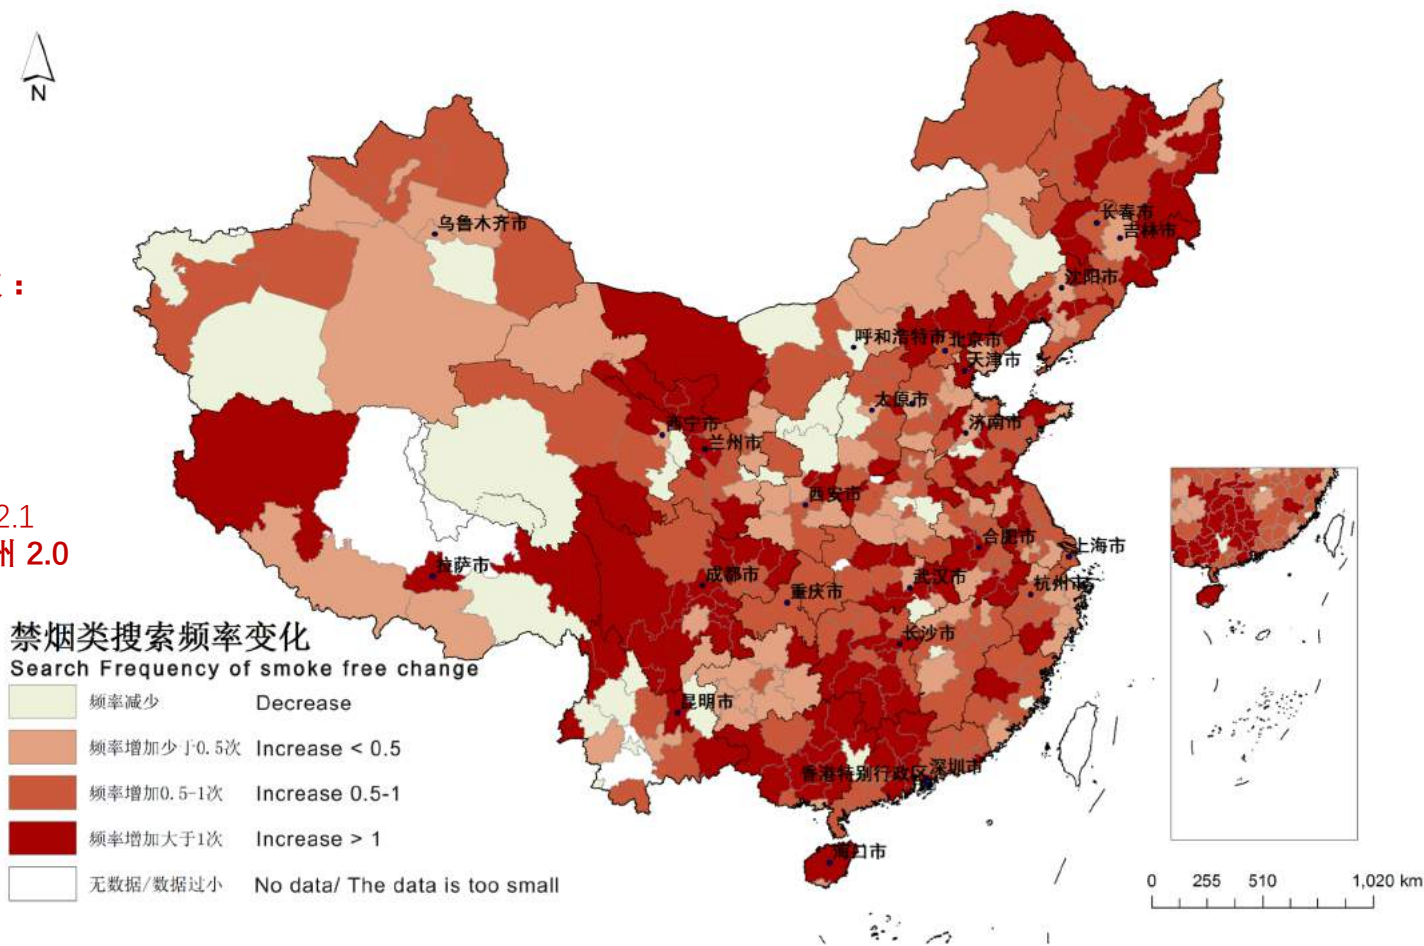 N
：
2.1
州 2.0
禁烟类搜索频率变化
Search Frequency of smoke free change
频率减少 Decrease
频率增加少于0.5次 Increase < 0.5
频率增加0.5-1次 Increase 0.5-1
频率增加大于1次 Increase > 1
无数据/数据过小 No data/ The data is too small
乌鲁木齐市
长春市
吉林市
沈阳市
呼和浩特市
北京市
天津市
太原市
济南市
西宁市
兰州市
西安市
合肥市
上海市
拉萨市
成都市
重庆市
武汉市
杭州市
长沙市
昆明市
香港特别行政区
深圳市
海口市
0 255 510 1,020 km